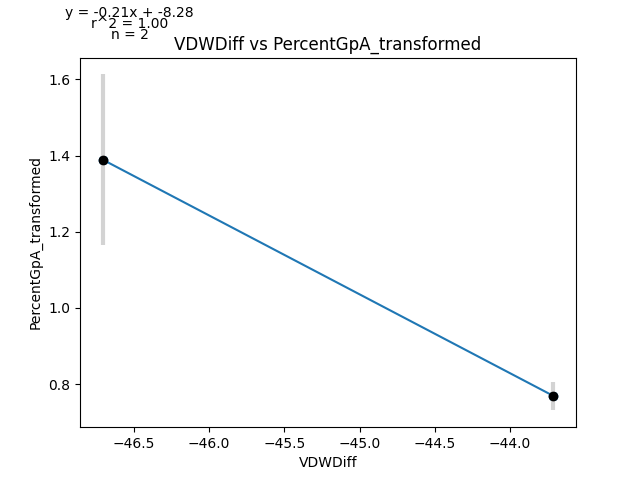 y = -0.21x + -8.28
r^2 = 1.00
n = 2
VDWDiff vs PercentGpA_transformed
PercentGpA_transformed
1.6
1.4
1.2
1.0
0.8
−46.5 −46.0 −45.5 −45.0 −44.5 −44.0
VDWDiff